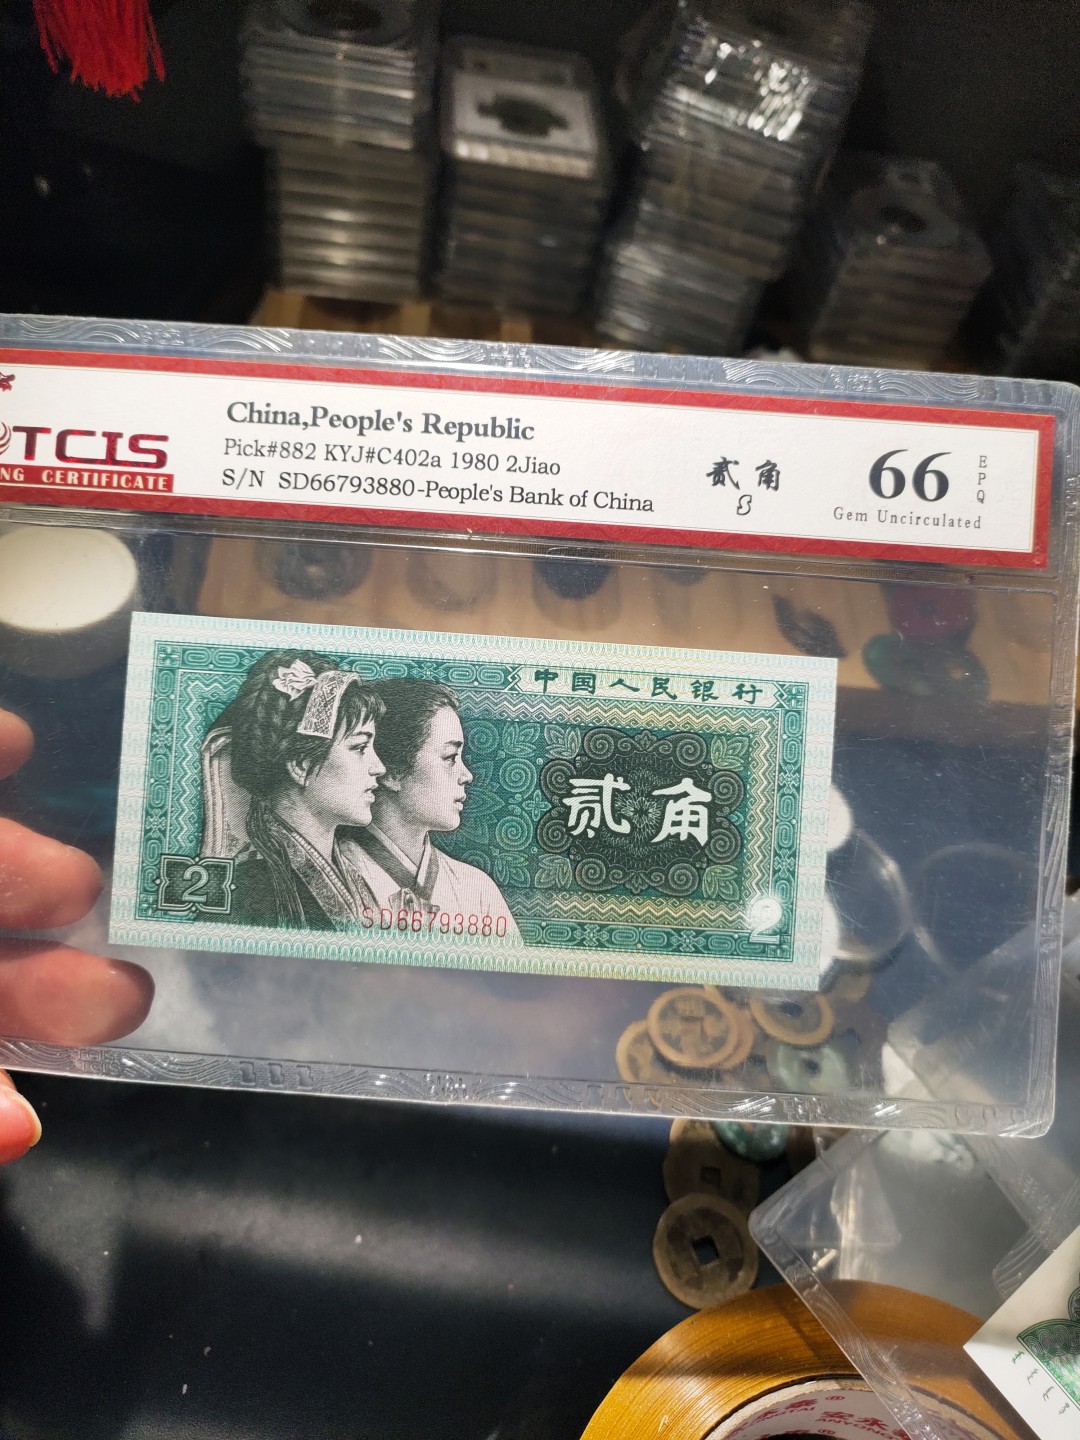 China,People's Republic
Pick#882 KYJ#C402a 1980 2Jiao
S/N SD66793880-People's Bank of China
TCIS
NG CERTIFICATE
贰角
S
66
EPQ
Gem Uncirculated
中国人民银行
贰角
2
SD66793880
2